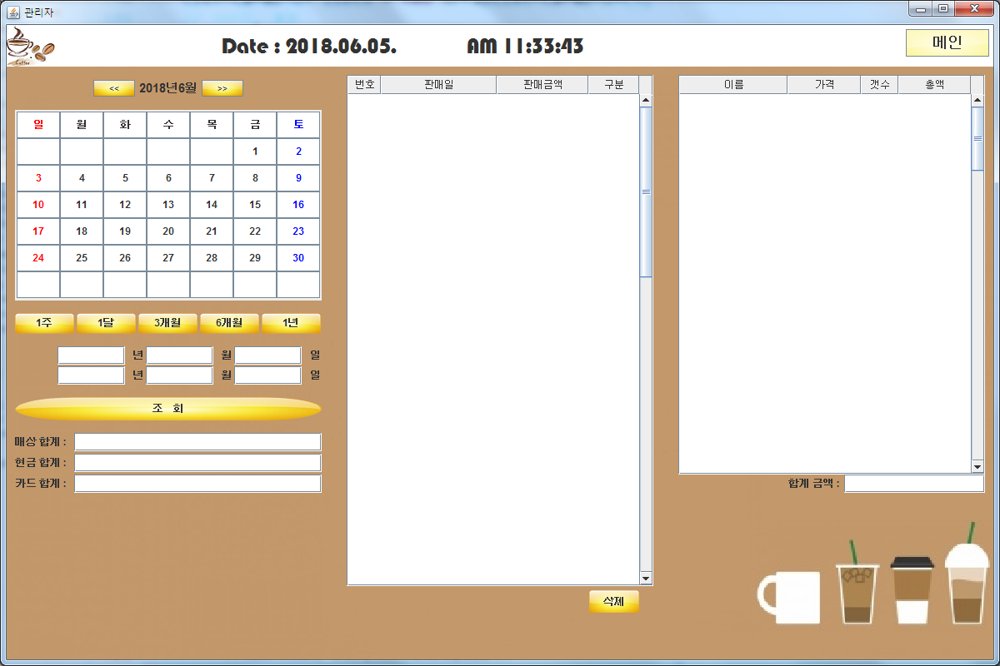 관리자
Coffee
Date : 2018.06.05. AM 11:33:43
메인
<< 2018년6월 >>
일 월 화 수 목 금 토
1 2
3 4 5 6 7 8 9
10 11 12 13 14 15 16
17 18 19 20 21 22 23
24 25 26 27 28 29 30
1주 1달 3개월 6개월 1년
년 월 일
년 월 일
조 회
매상 합계 :
현금 합계 :
카드 합계 :
번호 판매일 판매금액 구분
삭제
이름 가격 갯수 총액
합계 금액 :